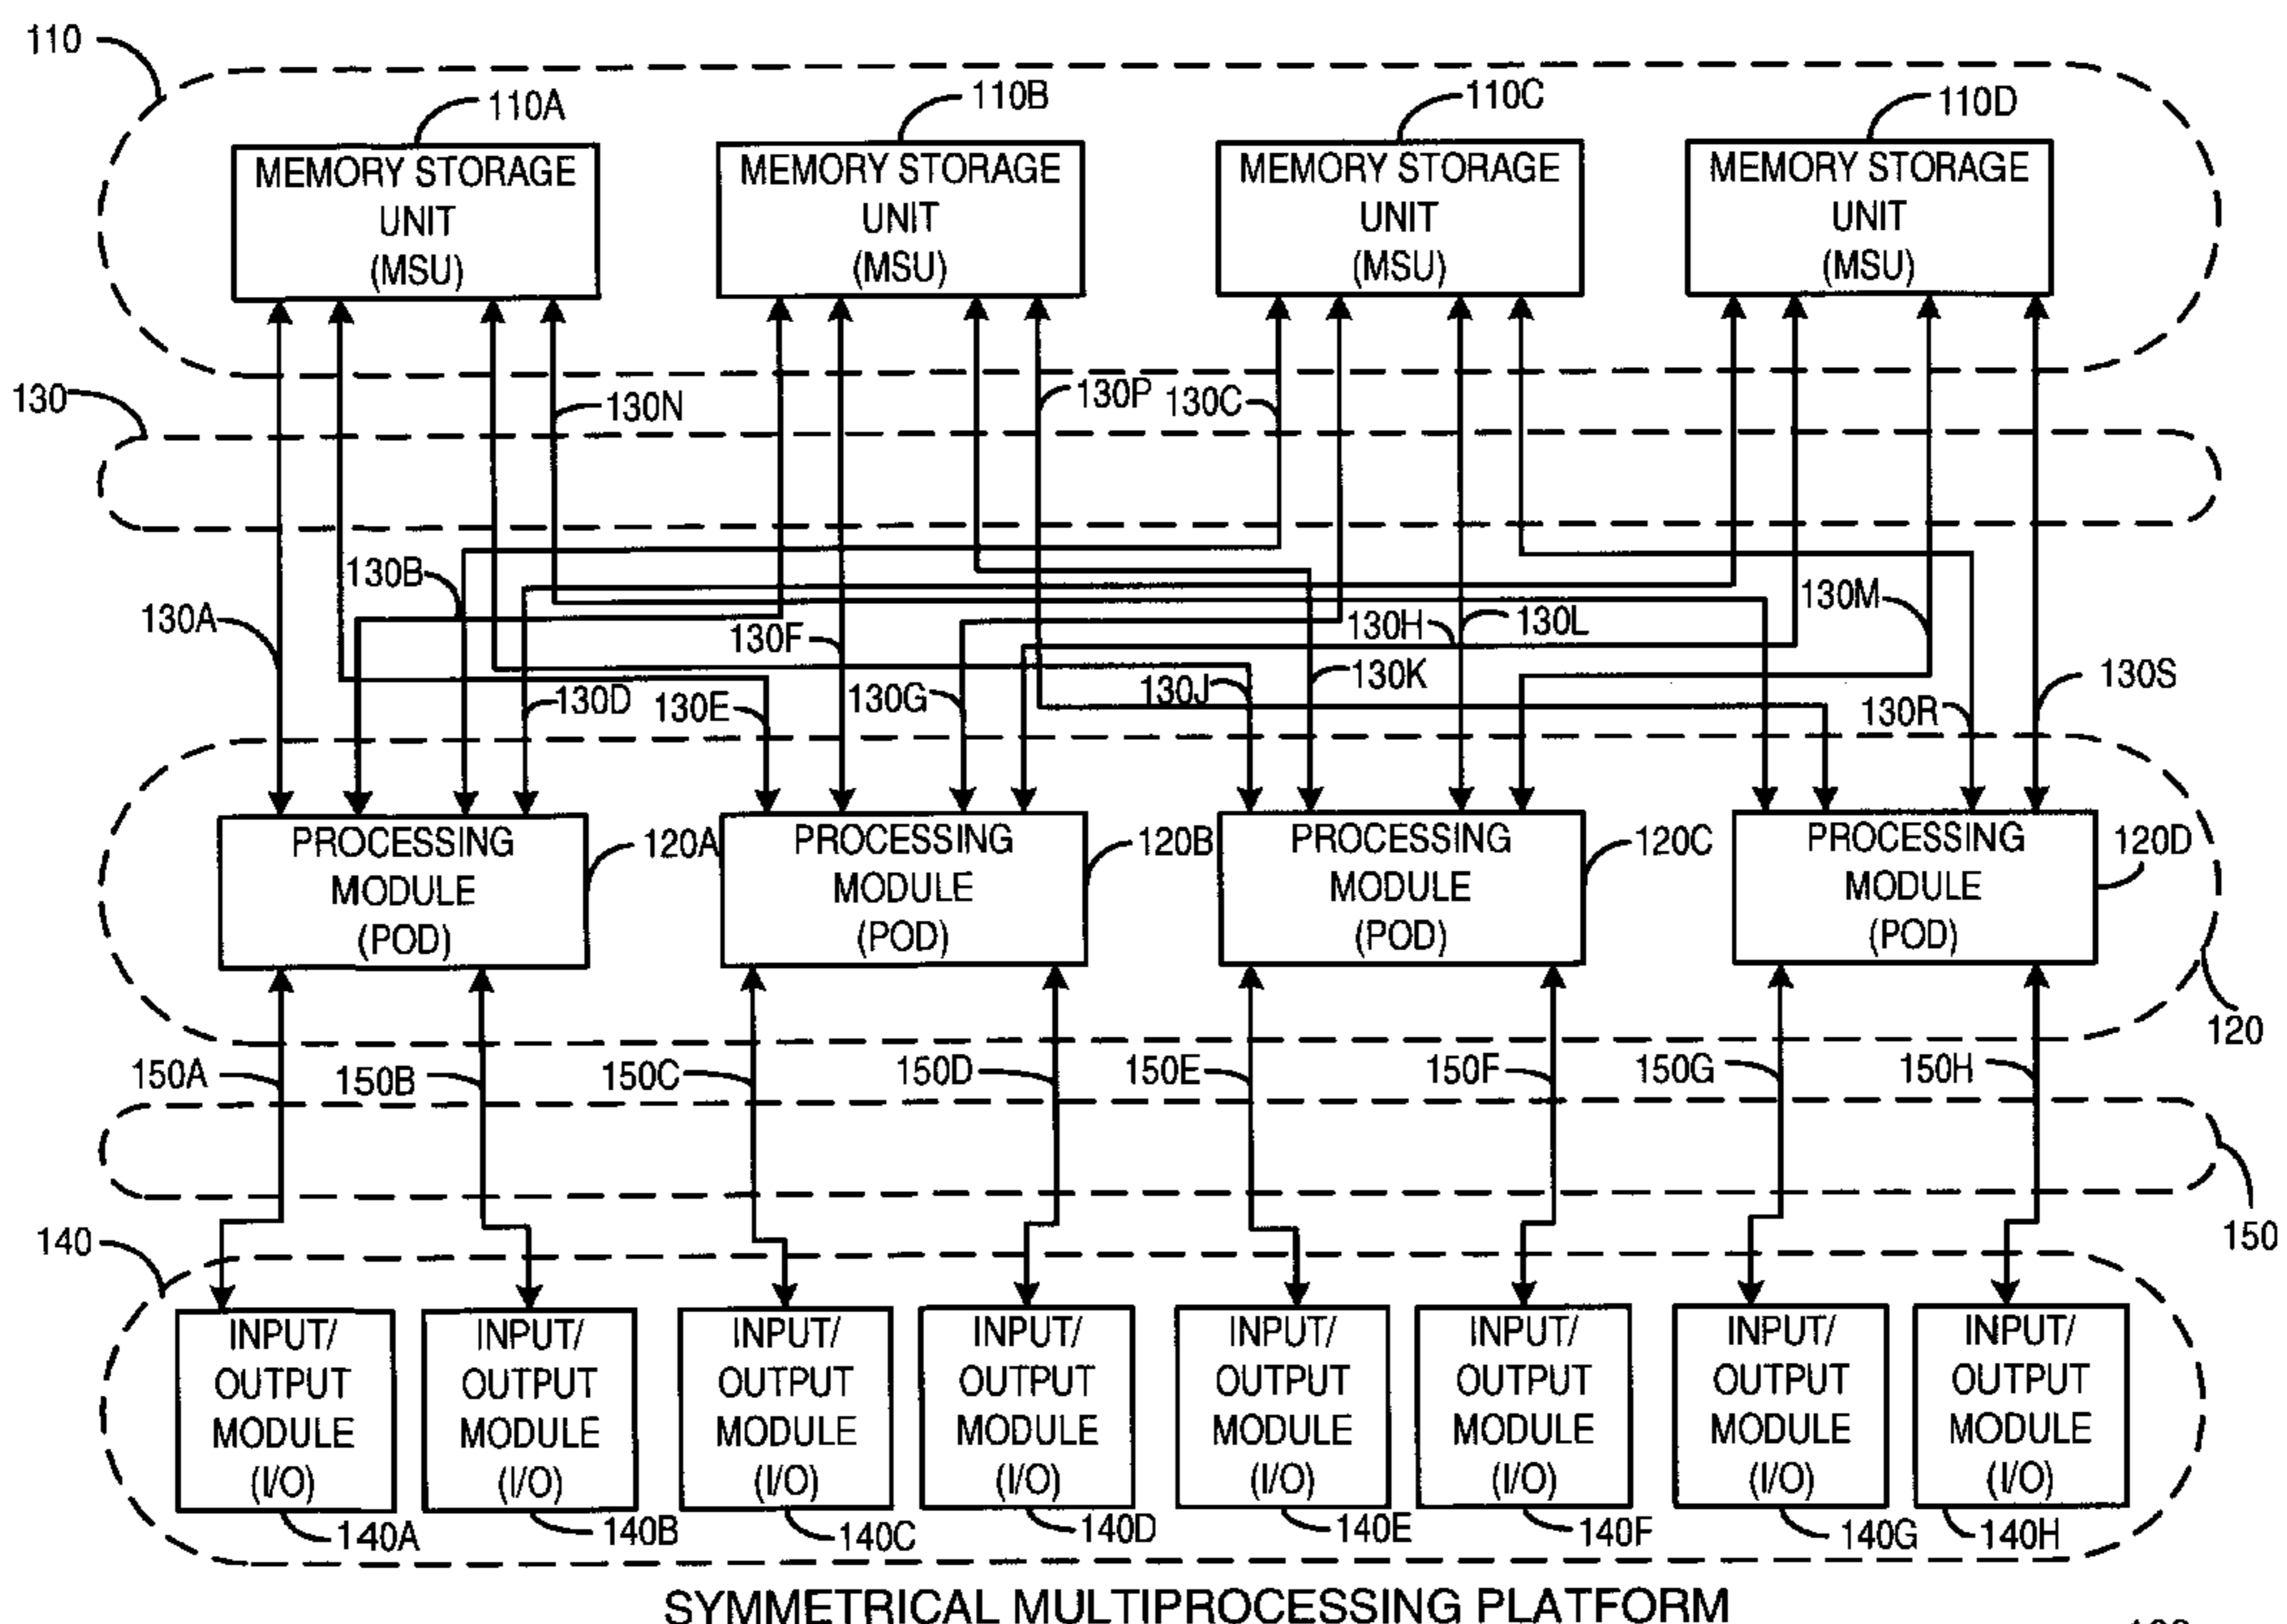 110
110A
110B
110C
110D
MEMORY STORAGE
UNIT
(MSU)
MEMORY STORAGE
UNIT
(MSU)
MEMORY STORAGE
UNIT
(MSU)
MEMORY STORAGE
UNIT
(MSU)
130
130N
130P
130C
130B
130A
130F
130H
130L
130M
130D
130E
130G
130J
130K
130R
130S
PROCESSING
MODULE
(POD)
120A
PROCESSING
MODULE
(POD)
120B
PROCESSING
MODULE
(POD)
120C
PROCESSING
MODULE
(POD)
120D
120
150A
150B
150C
150D
150E
150F
150G
150H
150
140
INPUT/
OUTPUT
MODULE
(I/O)
INPUT/
OUTPUT
MODULE
(I/O)
INPUT/
OUTPUT
MODULE
(I/O)
INPUT/
OUTPUT
MODULE
(I/O)
INPUT/
OUTPUT
MODULE
(I/O)
INPUT/
OUTPUT
MODULE
(I/O)
INPUT/
OUTPUT
MODULE
(I/O)
INPUT/
OUTPUT
MODULE
(I/O)
140A
140B
140C
140D
140E
140F
140G
140H
SYMMETRICAL MULTIPROCESSING PLATFORM